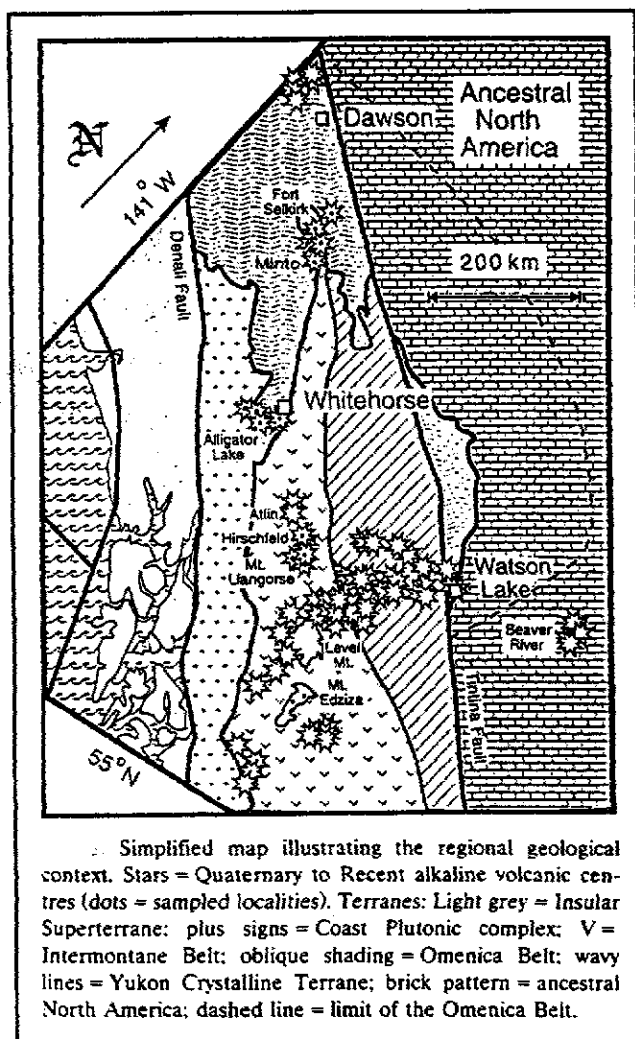 N
141° W
Dawson
Ancestral
North
America
Fort
Selkirk
Minto
Denali Fault
200 km
Whitehorse
Alligator
Lake
Atlin
Hirschfeld
&
Mt.
Llangorse
Watson
Lake
Beaver
River
Level
Mt.
Mt.
Edziza
Tintina Fault
55°N
Simplified map illustrating the regional geological
context. Stars = Quaternary to Recent alkaline volcanic cen-
tres (dots = sampled localities). Terranes: Light grey = Insular
Superterrane; plus signs = Coast Plutonic complex; V =
Intermontane Belt; oblique shading = Omenica Belt; wavy
lines = Yukon Crystalline Terrane; brick pattern = ancestral
North America; dashed line = limit of the Omenica Belt.